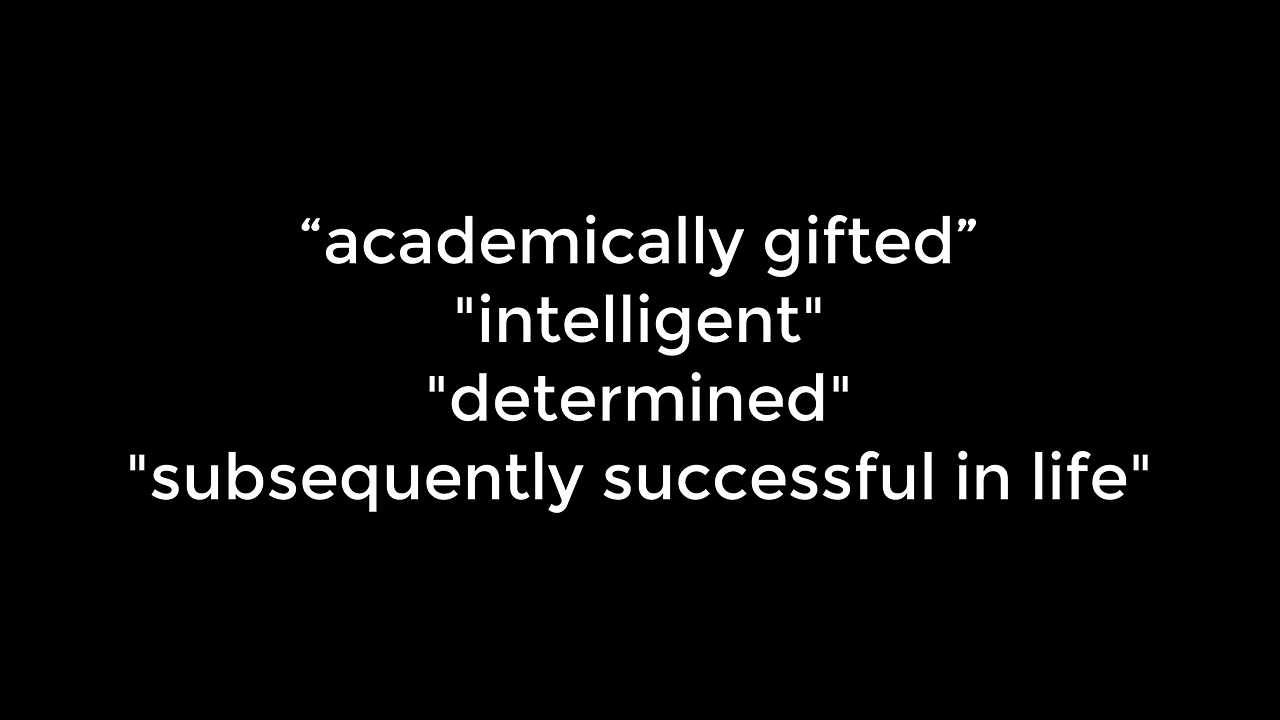 “academically gifted”
"intelligent"
"determined"
"subsequently successful in life"